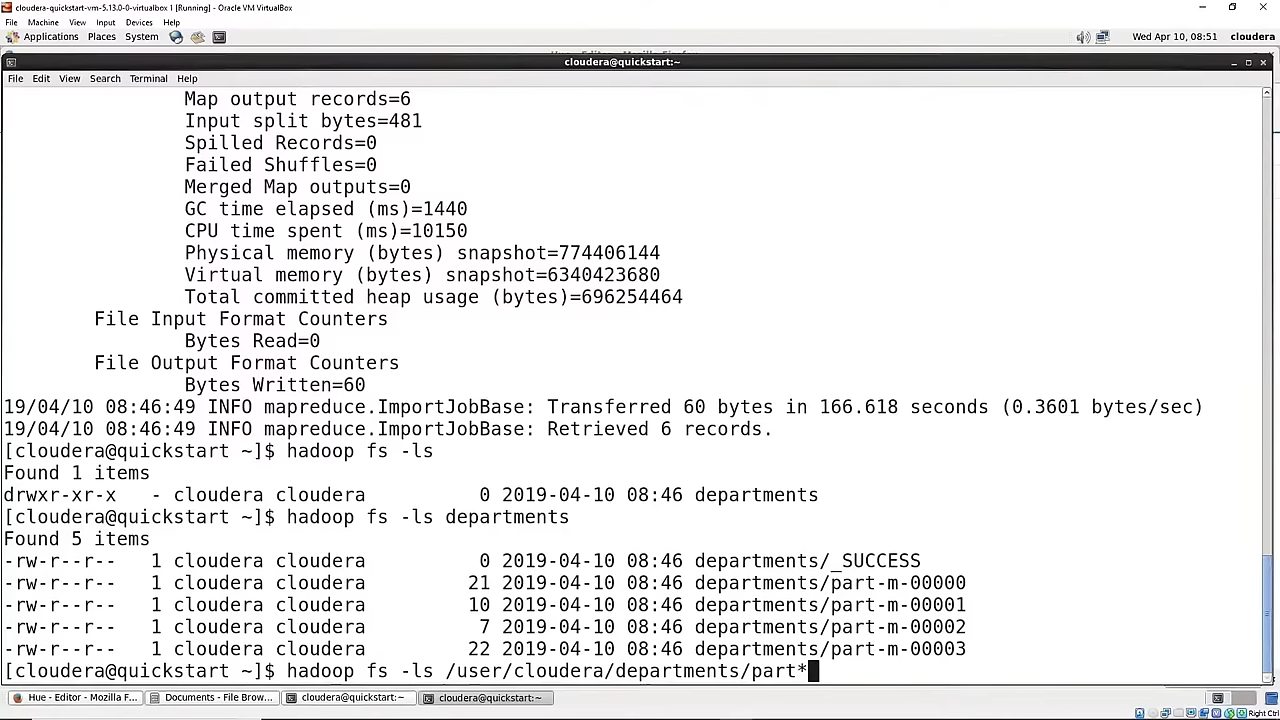 cloudera-quickstart-vm-5.13.0-0-virtualbox 1 [Running] - Oracle VM VirtualBox
File Machine View Input Devices Help
Applications Places System Wed Apr 10, 08:51 cloudera
cloudera@quickstart:~
File Edit View Search Terminal Help
Map output records=6
Input split bytes=481
Spilled Records=0
Failed Shuffles=0
Merged Map outputs=0
GC time elapsed (ms)=1440
CPU time spent (ms)=10150
Physical memory (bytes) snapshot=774406144
Virtual memory (bytes) snapshot=6340423680
Total committed heap usage (bytes)=696254464
File Input Format Counters
Bytes Read=0
File Output Format Counters
Bytes Written=60
19/04/10 08:46:49 INFO mapreduce.ImportJobBase: Transferred 60 bytes in 166.618 seconds (0.3601 bytes/sec)
19/04/10 08:46:49 INFO mapreduce.ImportJobBase: Retrieved 6 records.
[cloudera@quickstart ~]$ hadoop fs -ls
Found 1 items
drwxr-xr-x - cloudera cloudera 0 2019-04-10 08:46 departments
[cloudera@quickstart ~]$ hadoop fs -ls departments
Found 5 items
-rw-r--r-- 1 cloudera cloudera 0 2019-04-10 08:46 departments/_SUCCESS
-rw-r--r-- 1 cloudera cloudera 21 2019-04-10 08:46 departments/part-m-00000
-rw-r--r-- 1 cloudera cloudera 10 2019-04-10 08:46 departments/part-m-00001
-rw-r--r-- 1 cloudera cloudera 7 2019-04-10 08:46 departments/part-m-00002
-rw-r--r-- 1 cloudera cloudera 22 2019-04-10 08:46 departments/part-m-00003
[cloudera@quickstart ~]$ hadoop fs -ls /user/cloudera/departments/part*
Hue - Editor - Mozilla F... Documents - File Brow... cloudera@quickstart:~ cloudera@quickstart:~
Right Ctrl